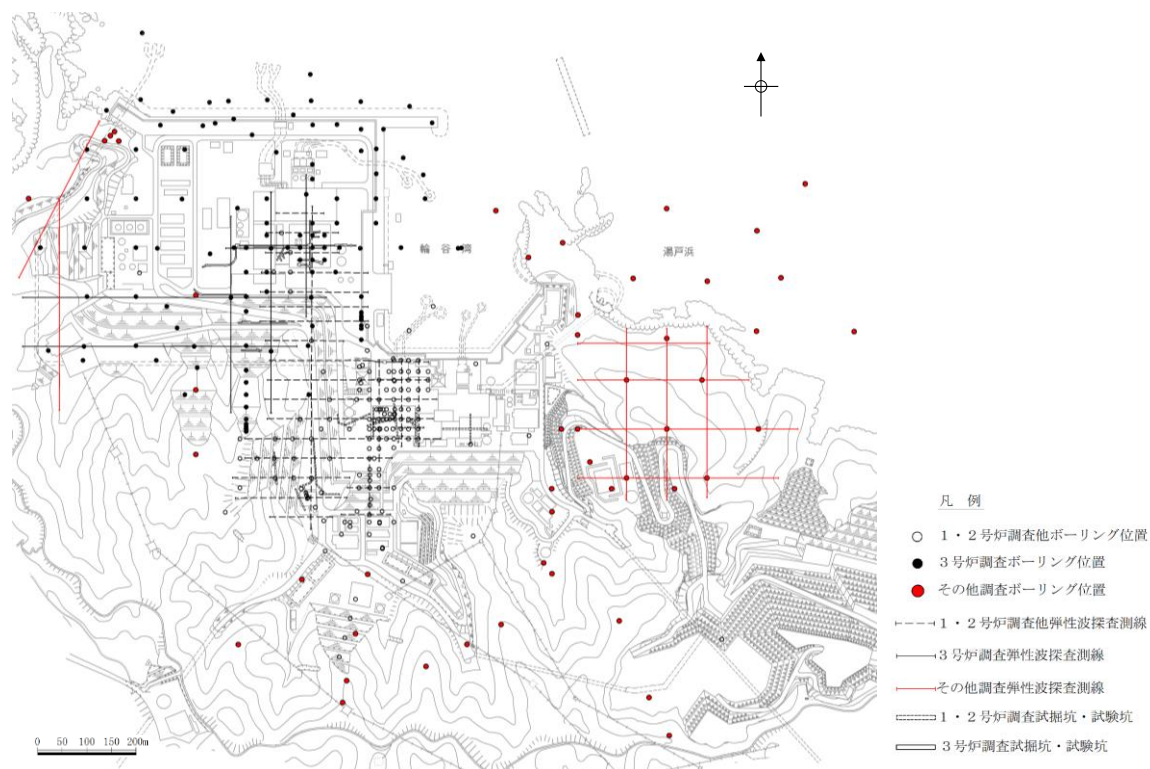 輪谷湾
湯戸浜
凡 例
1・2号炉調査他ボーリング位置
3号炉調査ボーリング位置
その他調査ボーリング位置
1・2号炉調査他弾性波探査測線
3号炉調査弾性波探査測線
その他調査弾性波探査測線
1・2号炉調査試掘坑・試験坑
3号炉調査試掘坑・試験坑
0 50 100 150 200m